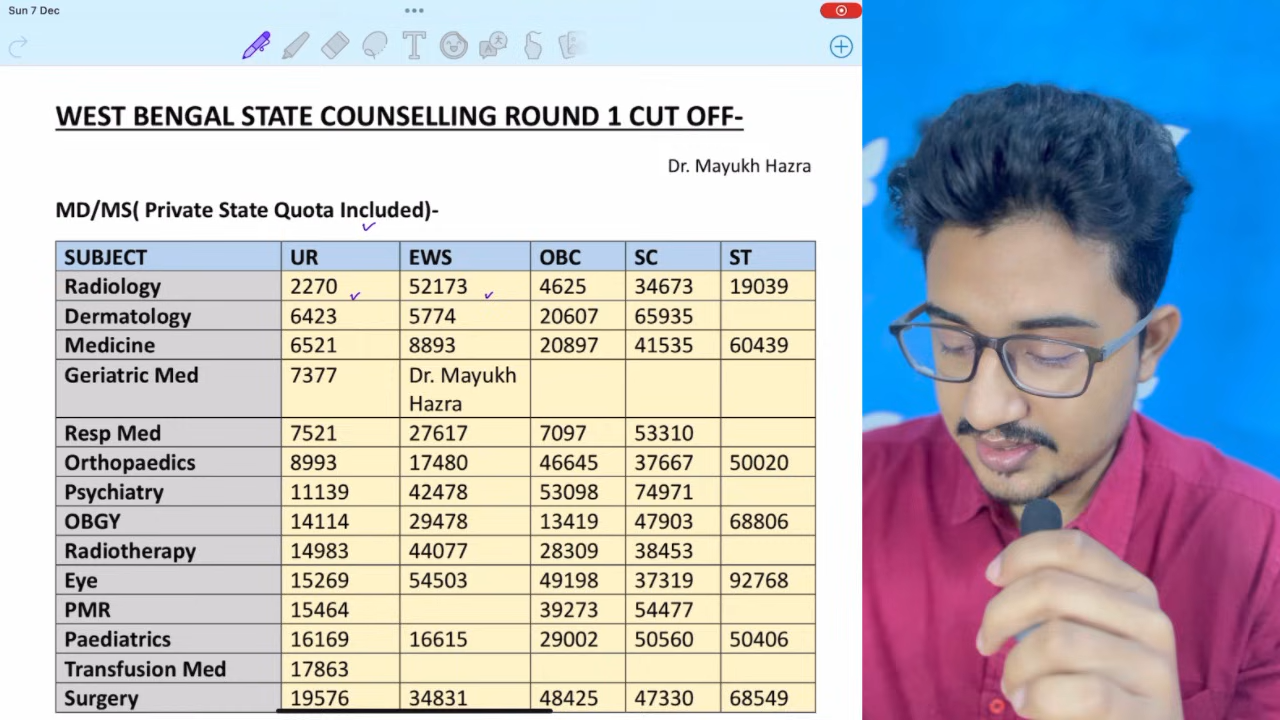 Sun 7 Dec
WEST BENGAL STATE COUNSELLING ROUND 1 CUT OFF-
Dr. Mayukh Hazra
MD/MS( Private State Quota Included)-
SUBJECT UR EWS OBC SC ST
Radiology 2270 52173 4625 34673 19039
Dermatology 6423 5774 20607 65935
Medicine 6521 8893 20897 41535 60439
Geriatric Med 7377 Dr. Mayukh
Hazra
Resp Med 7521 27617 7097 53310
Orthopaedics 8993 17480 46645 37667 50020
Psychiatry 11139 42478 53098 74971
OBGY 14114 29478 13419 47903 68806
Radiotherapy 14983 44077 28309 38453
Eye 15269 54503 49198 37319 92768
PMR 15464 39273 54477
Paediatrics 16169 16615 29002 50560 50406
Transfusion Med 17863
Surgery 19576 34831 48425 47330 68549